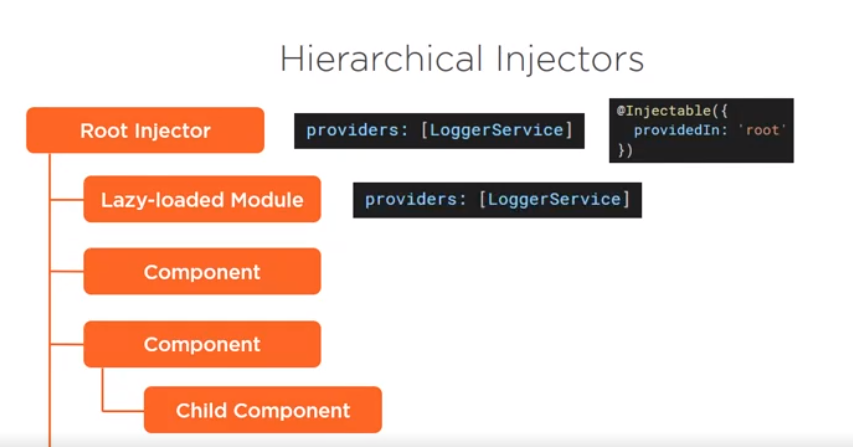 Hierarchical Injectors
Root Injector
providers: [LoggerService]
@Injectable({
providedIn: 'root'
})
Lazy-loaded Module
providers: [LoggerService]
Component
Component
Child Component